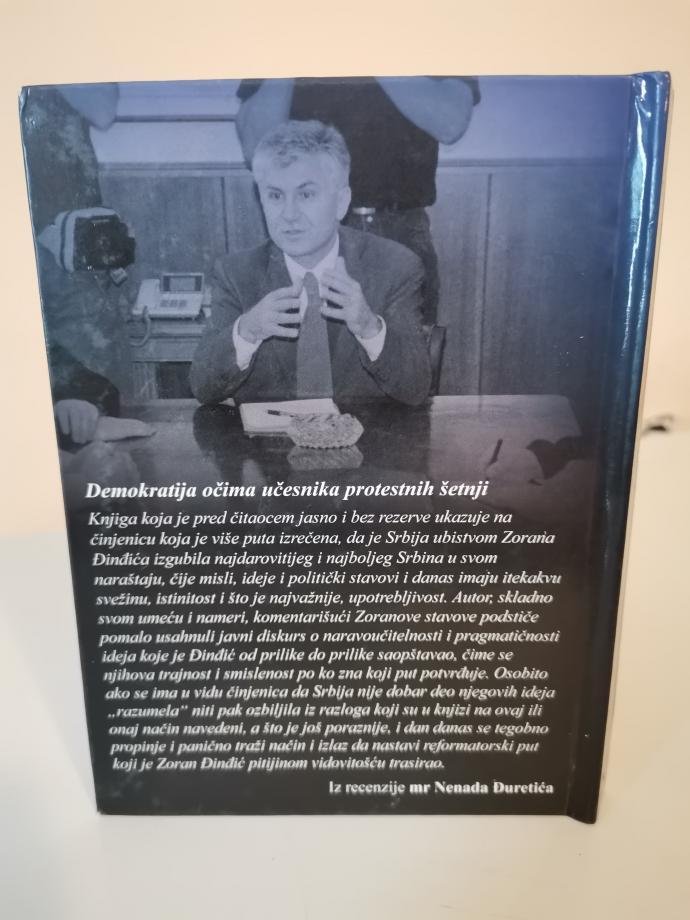 Demokratija očima učesnika protestnih šetnji
Knjiga koja je pred čitaocem jasno i bez rezerve ukazuje na
činjenicu koja je više puta izrečena, da je Srbija ubistvom Zorana
Đinđića izgubila najdarovitijeg i najboljeg Srbina u svom
naraštaju, čije misli, ideje i politički stavovi i danas imaju itekakvu
svežinu, istinitost i što je najvažnije, upotrebljivost. Autor, skladno
svom umeću i nameri, komentarišući Zoranove stavove podstiče
pomalo usahnuli javni diskurs o naravoučitelnosti i pragmatičnosti
ideja koje je Đinđić od prilike do prilike saopštavao, čime se
njihova trajnost i smislenost po ko zna koji put potvrđuje. Osobito
ako se ima u vidu činjenica da Srbija nije dobar deo njegovih ideja
„razumela“ niti pak ozbiljila iz razloga koji su u knjizi na ovaj ili
onaj način navedeni, a što je još poraznije, i dan danas se tegobno
propinje i panično traži način i izlaz da nastavi reformatorski put
koji je Zoran Đinđić pitijinom vidovitošću trasirao.
Iz recenzije mr Nenada Đuretića